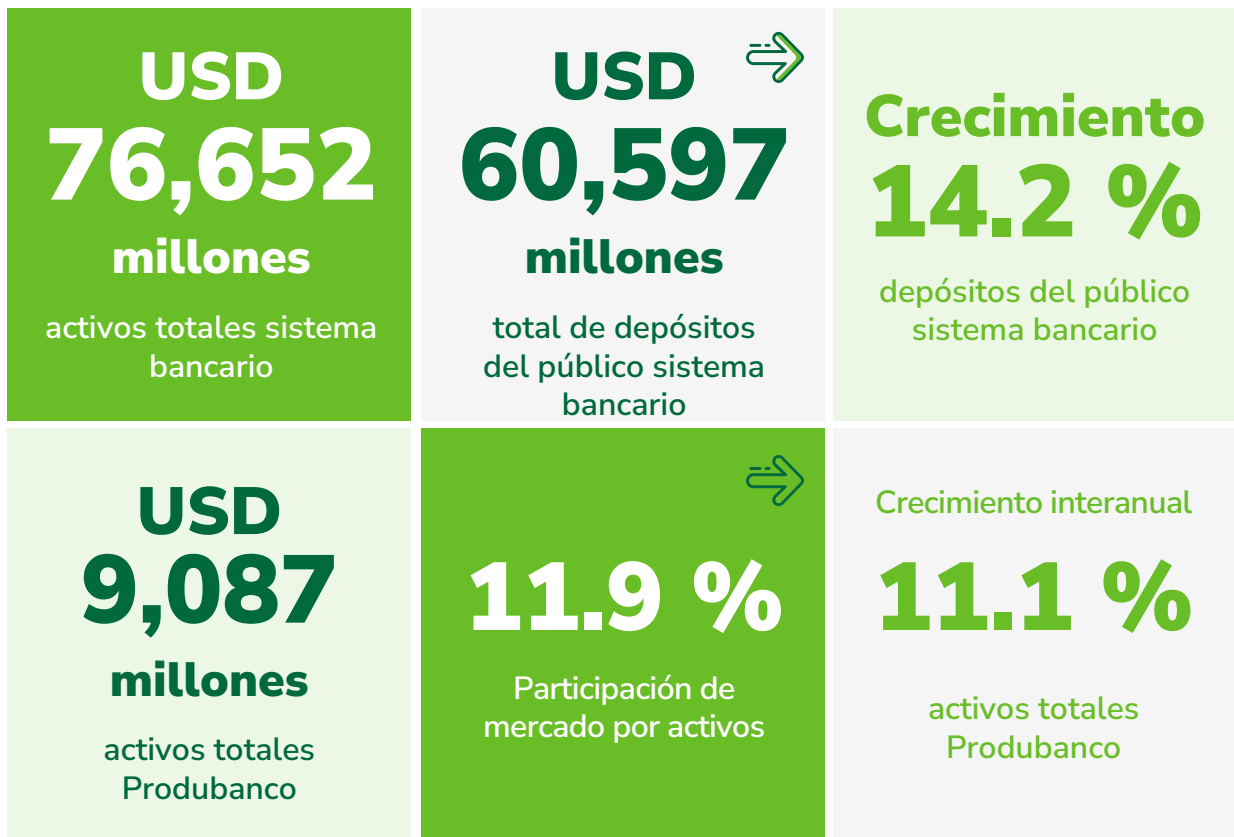 USD
76,652
millones
activos totales sistema
bancario
USD
60,597
millones
total de depósitos
del público sistema
bancario
Crecimiento
14.2 %
depósitos del público
sistema bancario
USD
9,087
millones
activos totales
Produbanco
11.9 %
Participación de
mercado por activos
Crecimiento interanual
11.1 %
activos totales
Produbanco